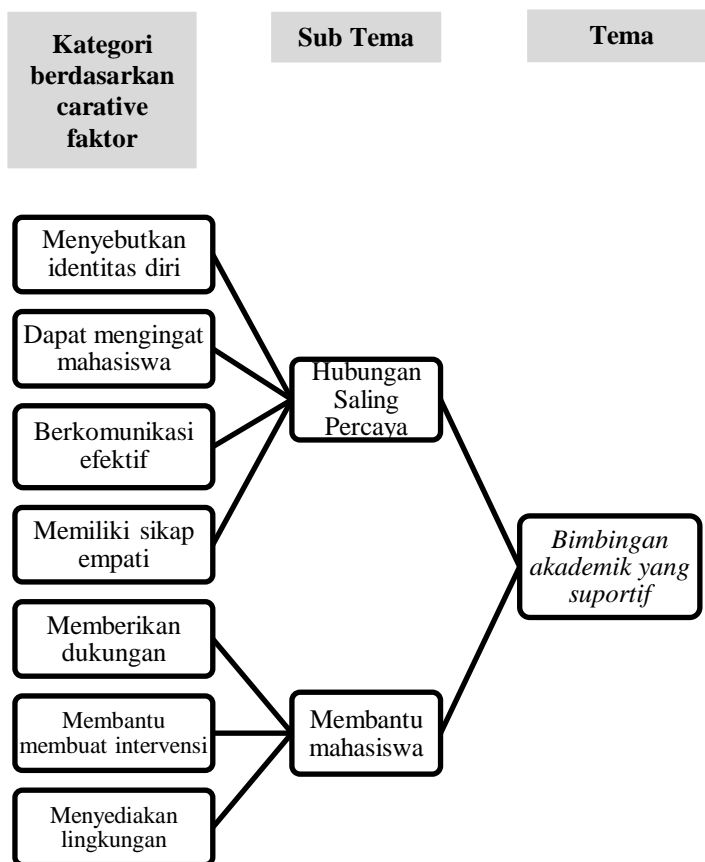 Kategori
berdasarkan
carative
faktor
Sub Tema
Tema
Menyebutkan
identitas diri
Dapat mengingat
mahasiswa
Berkomunikasi
efektif
Memiliki sikap
empati
Memberikan
dukungan
Membantu
membuat intervensi
Menyediakan
lingkungan
Hubungan
Saling
Percaya
Membantu
mahasiswa
Bimbingan
akademik yang
suportif